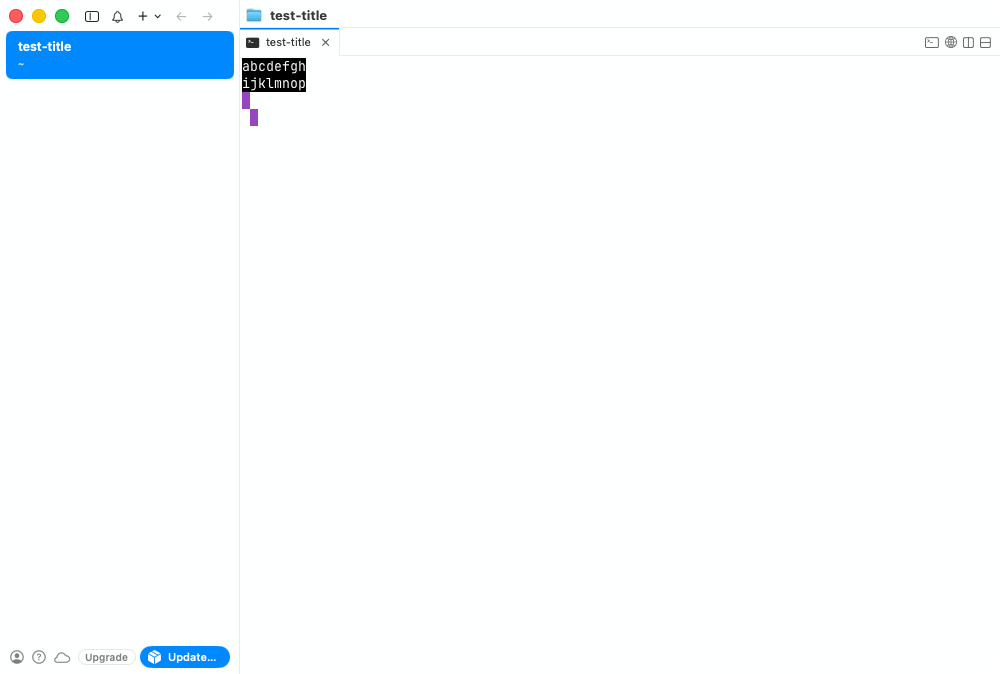 test-title
~
test-title
test-title
abcdefgh
ijklmnop
Upgrade
Update...